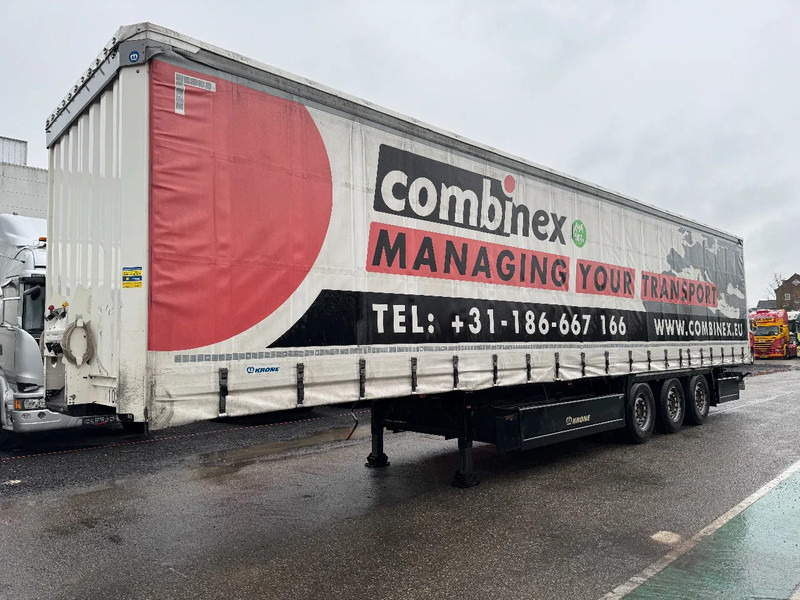 combinex
MANAGING YOUR TRANSPORT
TEL: +31-186-667 166
WWW.COMBINEX.EU
KRONE
KRONE